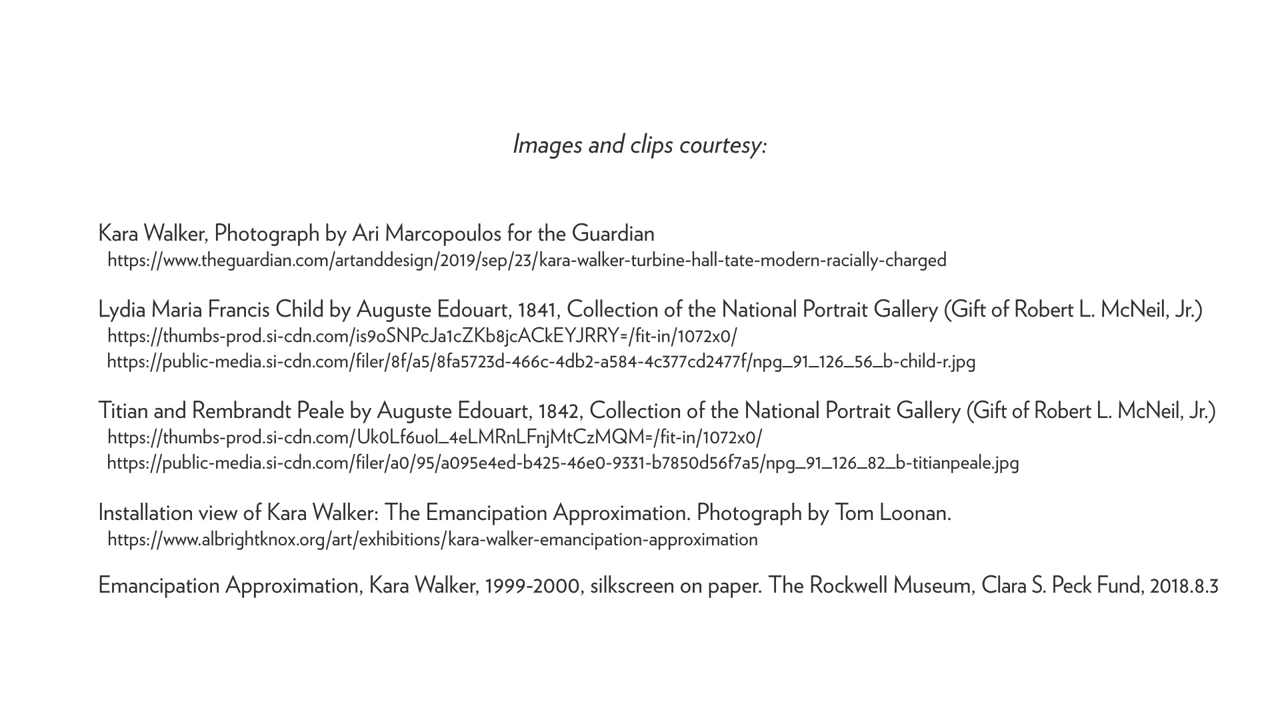 Images and clips courtesy:
Kara Walker, Photograph by Ari Marcopoulos for the Guardian
https://www.theguardian.com/artanddesign/2019/sep/23/kara-walker-turbine-hall-tate-modern-racially-charged
Lydia Maria Francis Child by Auguste Edouart, 1841, Collection of the National Portrait Gallery (Gift of Robert L. McNeil, Jr.)
https://thumbs-prod.si-cdn.com/is9oSNPcJa1cZKb8jcACkEYJRRY=/fit-in/1072x0/
https://public-media.si-cdn.com/filer/8f/a5/8fa5723d-466c-4db2-a584-4c377cd2477f/npg_91_126_56_b-child-r.jpg
Titian and Rembrandt Peale by Auguste Edouart, 1842, Collection of the National Portrait Gallery (Gift of Robert L. McNeil, Jr.)
https://thumbs-prod.si-cdn.com/Uk0Lf6uol_4eLMRnLFnjMtCzMQM=/fit-in/1072x0/
https://public-media.si-cdn.com/filer/a0/95/a095e4ed-b425-46e0-9331-b7850d56f7a5/npg_91_126_82_b-titianpeale.jpg
Installation view of Kara Walker: The Emancipation Approximation. Photograph by Tom Loonan.
https://www.albrightknox.org/art/exhibitions/kara-walker-emancipation-approximation
Emancipation Approximation, Kara Walker, 1999-2000, silkscreen on paper. The Rockwell Museum, Clara S. Peck Fund, 2018.8.3